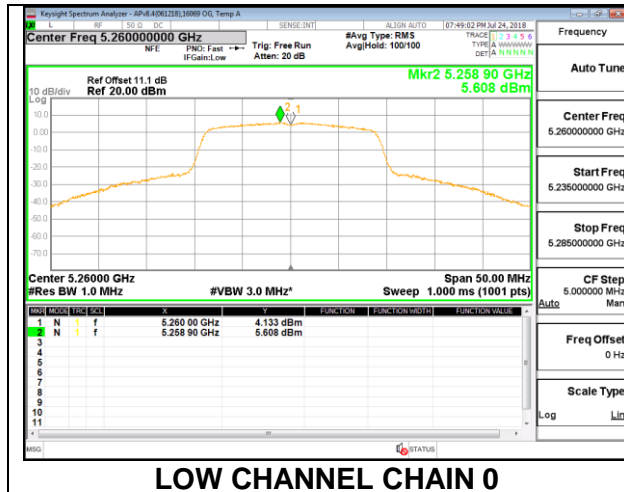 Keysight Spectrum Analyzer - APv8.4(061218),16069 OG, Temp A
L RF 50 Ω DC SENSE:INT ALIGN AUTO 07:49:02 PM Jul 24, 2018
Center Freq 5.260000000 GHz #Avg Type: RMS TRACE 1 2 3 4 5 6
NFE PNO: Fast Trig: Free Run Avg|Hold: 100/100 TYPE A WWWWW
IFGain:Low Atten: 20 dB DET A N N N N N
Frequency
Auto Tune
Center Freq
5.260000000 GHz
Start Freq
5.235000000 GHz
Stop Freq
5.285000000 GHz
CF Step
5.000000 MHz
Auto Man
Freq Offset
0 Hz
Scale Type
Log Lin
Mkr2 5.258 90 GHz
5.608 dBm
Ref Offset 11.1 dB
10 dB/div Ref 20.00 dBm
Log
10.0
0.00
-10.0
-20.0
-30.0
-40.0
-50.0
-60.0
-70.0
2 1
Center 5.26000 GHz Span 50.00 MHz
#Res BW 1.0 MHz #VBW 3.0 MHz* Sweep 1.000 ms (1001 pts)
MKR MODE TRC SCL X Y FUNCTION FUNCTION WIDTH FUNCTION VALUE
1 N 1 f 5.260 00 GHz 4.133 dBm
2 N 1 f 5.258 90 GHz 5.608 dBm
3
4
5
6
7
8
9
10
11
MSG STATUS
LOW CHANNEL CHAIN 0